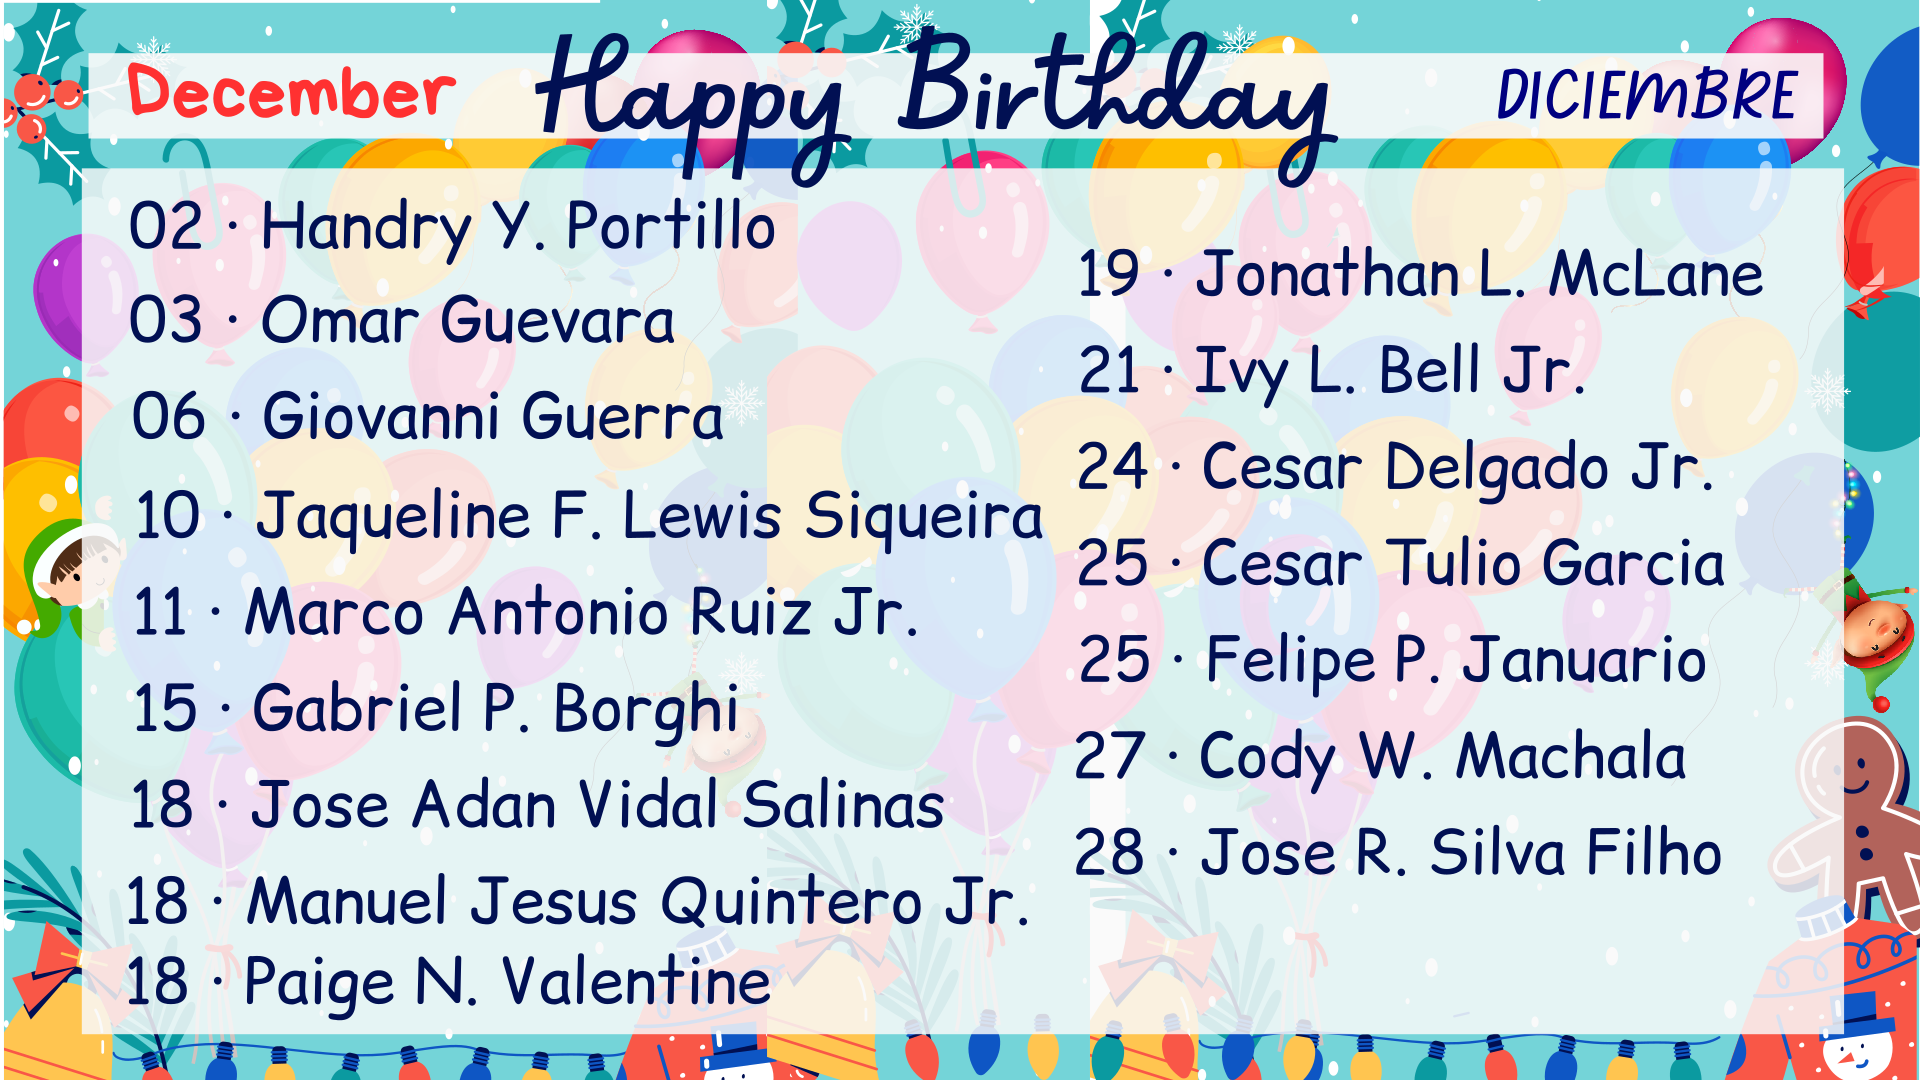 December
Happy Birthday
DICIEMBRE
02 · Handry Y. Portillo
03 · Omar Guevara
06 · Giovanni Guerra
10 · Jaqueline F. Lewis Siqueira
11 · Marco Antonio Ruiz Jr.
15 · Gabriel P. Borghi
18 · Jose Adan Vidal Salinas
18 · Manuel Jesus Quintero Jr.
18 · Paige N. Valentine
19 · Jonathan L. McLane
21 · Ivy L. Bell Jr.
24 · Cesar Delgado Jr.
25 · Cesar Tulio Garcia
25 · Felipe P. Januario
27 · Cody W. Machala
28 · Jose R. Silva Filho